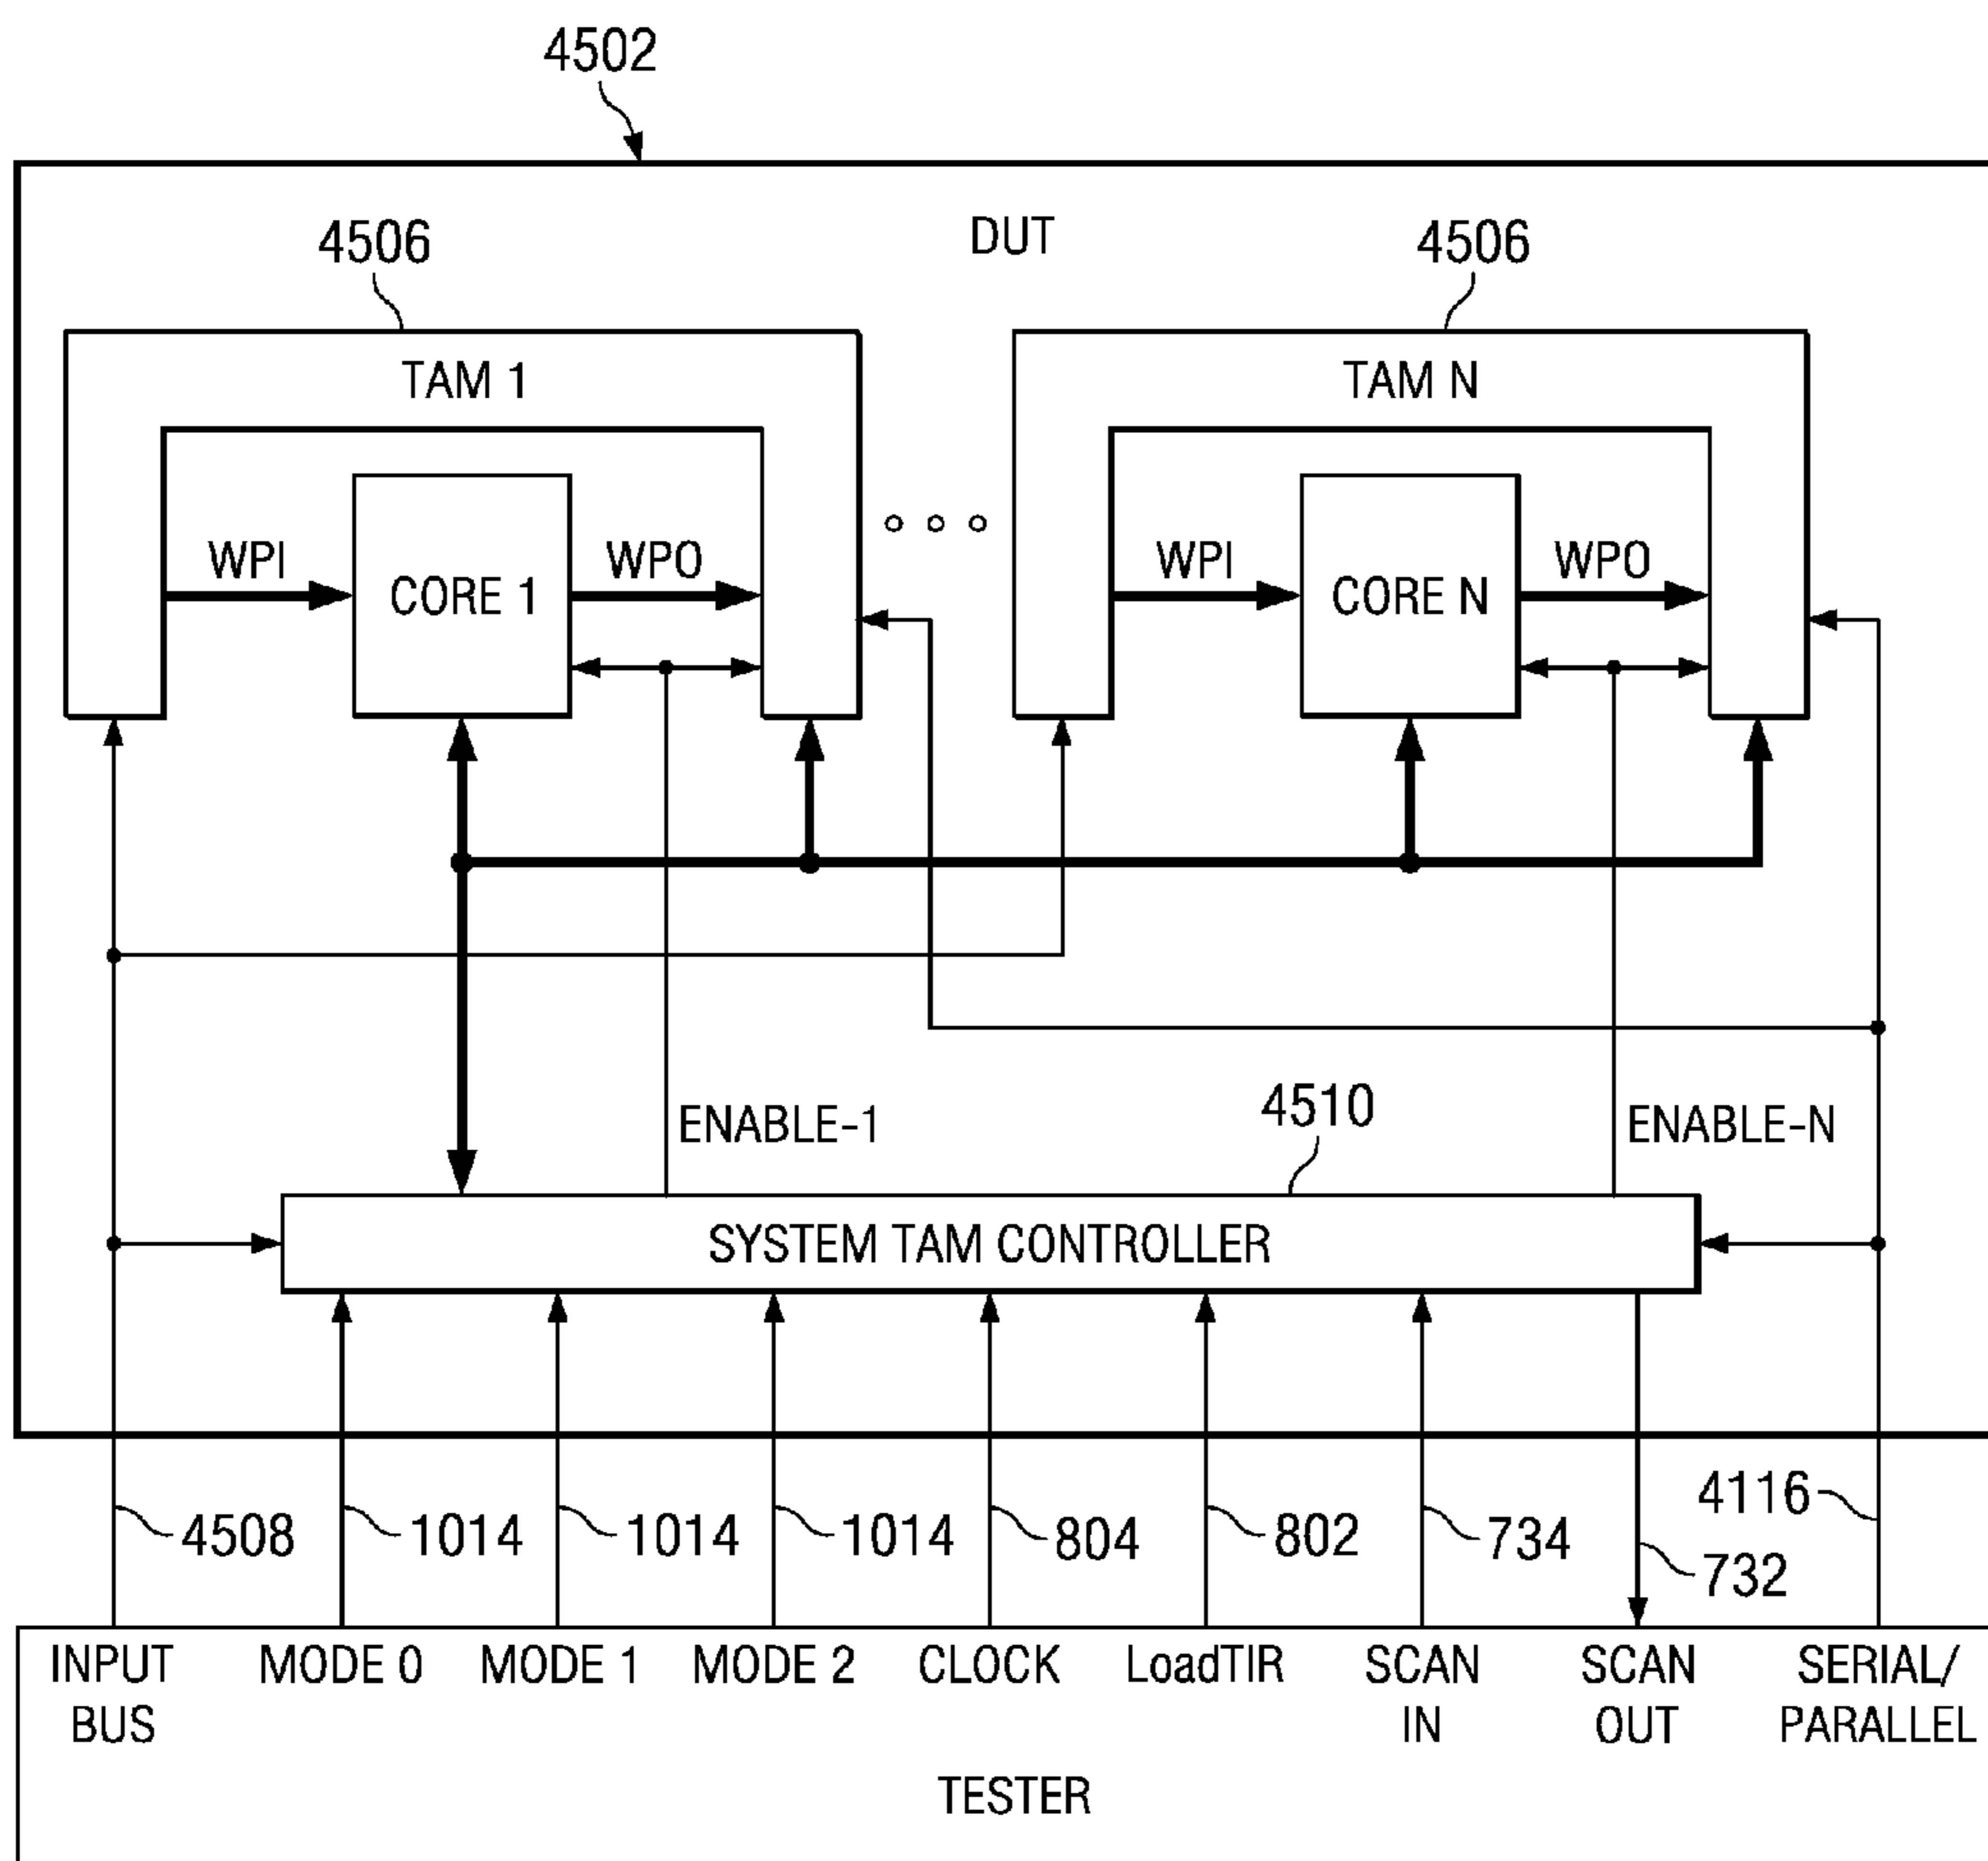 4502
DUT
4506
4506
TAM 1
TAM N
WPI
CORE 1
WPO
WPI
CORE N
WPO
ENABLE-1
4510
ENABLE-N
SYSTEM TAM CONTROLLER
4508
1014
1014
1014
804
802
734
732
4116
INPUT
BUS
MODE 0
MODE 1
MODE 2
CLOCK
LoadTIR
SCAN
IN
SCAN
OUT
SERIAL/
PARALLEL
TESTER